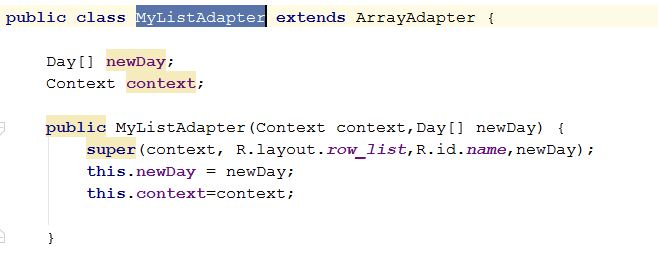 public class MyListAdapter extends ArrayAdapter {
Day[] newDay;
Context context;
public MyListAdapter(Context context,Day[] newDay) {
super(context, R.layout.row_list,R.id.name,newDay);
this.newDay = newDay;
this.context=context;
}